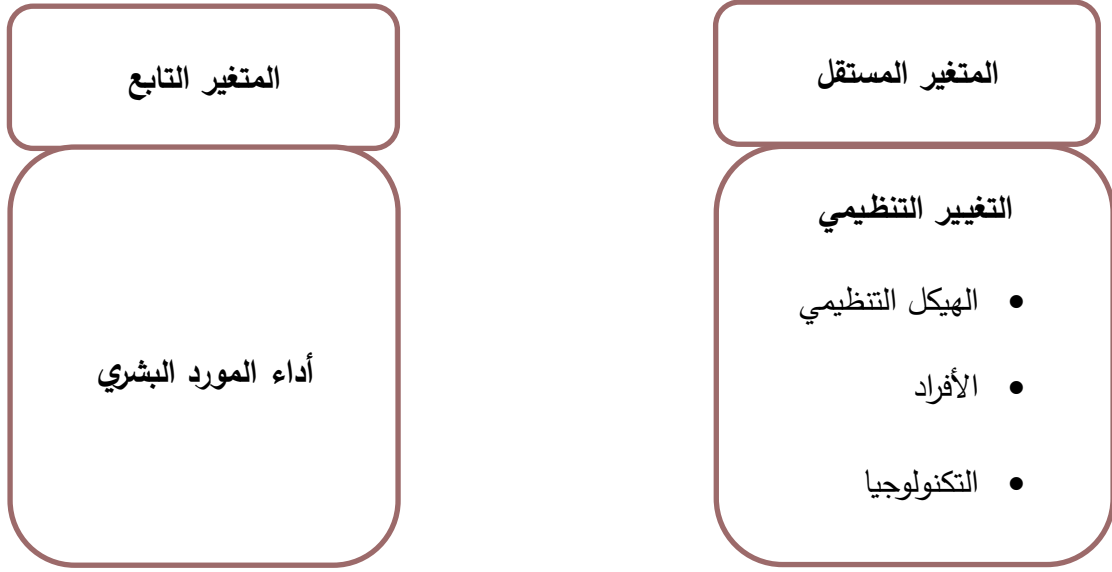 المتغير المستقل
التغيير التنظيمي
• الهيكل التنظيمي
• الأفراد
• التكنولوجيا
المتغير التابع
أداء المورد البشري